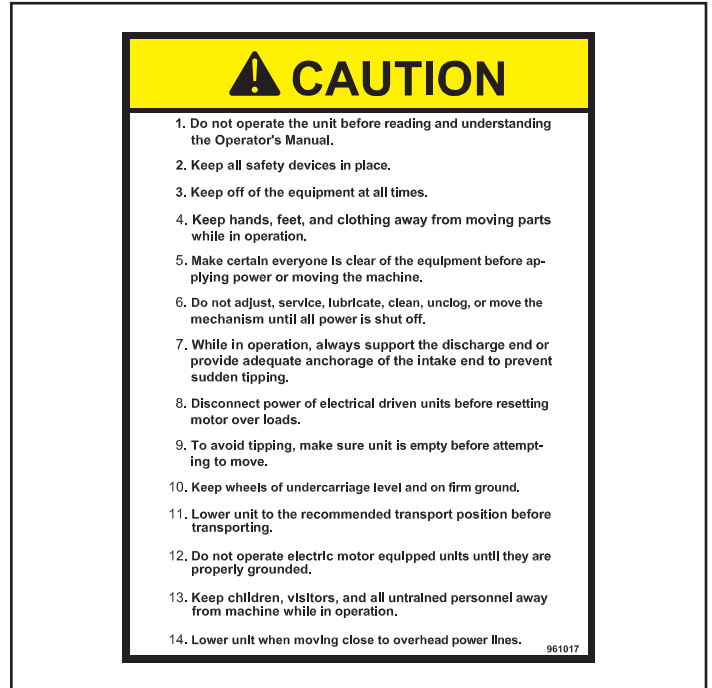 CAUTION
1. Do not operate the unit before reading and understanding
the Operator's Manual.
2. Keep all safety devices in place.
3. Keep off of the equipment at all times.
4. Keep hands, feet, and clothing away from moving parts
while in operation.
5. Make certain everyone is clear of the equipment before ap-
plying power or moving the machine.
6. Do not adjust, service, lubricate, clean, unclog, or move the
mechanism until all power is shut off.
7. While in operation, always support the discharge end or
provide adequate anchorage of the intake end to prevent
sudden tipping.
8. Disconnect power of electrical driven units before resetting
motor over loads.
9. To avoid tipping, make sure unit is empty before attempt-
ing to move.
10. Keep wheels of undercarriage level and on firm ground.
11. Lower unit to the recommended transport position before
transporting.
12. Do not operate electric motor equipped units until they are
properly grounded.
13. Keep children, visitors, and all untrained personnel away
from machine while in operation.
14. Lower unit when moving close to overhead power lines.
961017